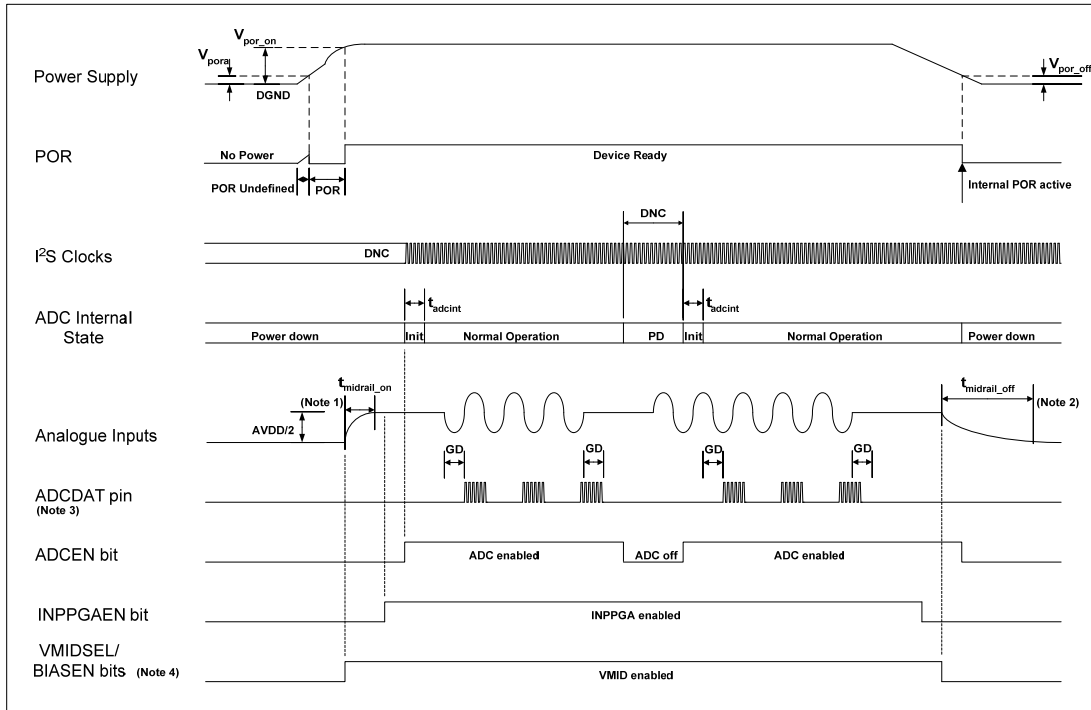 V_por_on
V_pora
V_por_off
Power Supply
DGND
POR
No Power
Device Ready
POR Undefined
POR
Internal POR active
DNC
I²S Clocks
DNC
t_adcint
t_adcint
ADC Internal
State
Power down
Init
Normal Operation
PD
Init
Normal Operation
Power down
t_midrail_on
t_midrail_off
(Note 1)
(Note 2)
AVDD/2
Analogue Inputs
GD
GD
GD
GD
ADCDAT pin
(Note 3)
ADCEN bit
ADC enabled
ADC off
ADC enabled
INPPGAEN bit
INPPGA enabled
VMIDSEL/
BIASEN bits (Note 4)
VMID enabled